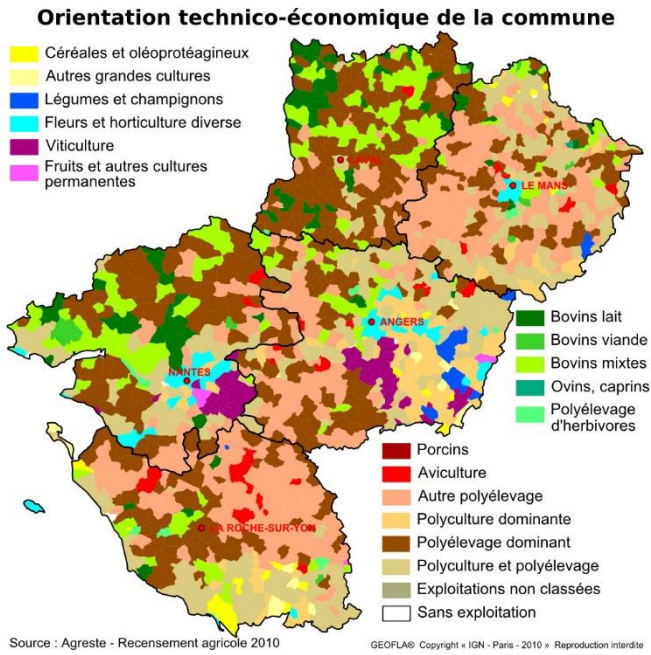 Orientation technico-économique de la commune
Céréales et oléoprotéagineux
Autres grandes cultures
Légumes et champignons
Fleurs et horticulture diverse
Viticulture
Fruits et autres cultures
permanentes
LAVAL
LE MANS
ANGERS
NANTES
LA ROCHE-SUR-YON
Bovins lait
Bovins viande
Bovins mixtes
Ovins, caprins
Polyélevage
d'herbivores
Porcins
Aviculture
Autre polyélevage
Polyculture dominante
Polyélevage dominant
Polyculture et polyélevage
Exploitations non classées
Sans exploitation
Source : Agreste - Recensement agricole 2010
GEOFLA® Copyright « IGN - Paris - 2010 » Reproduction interdite